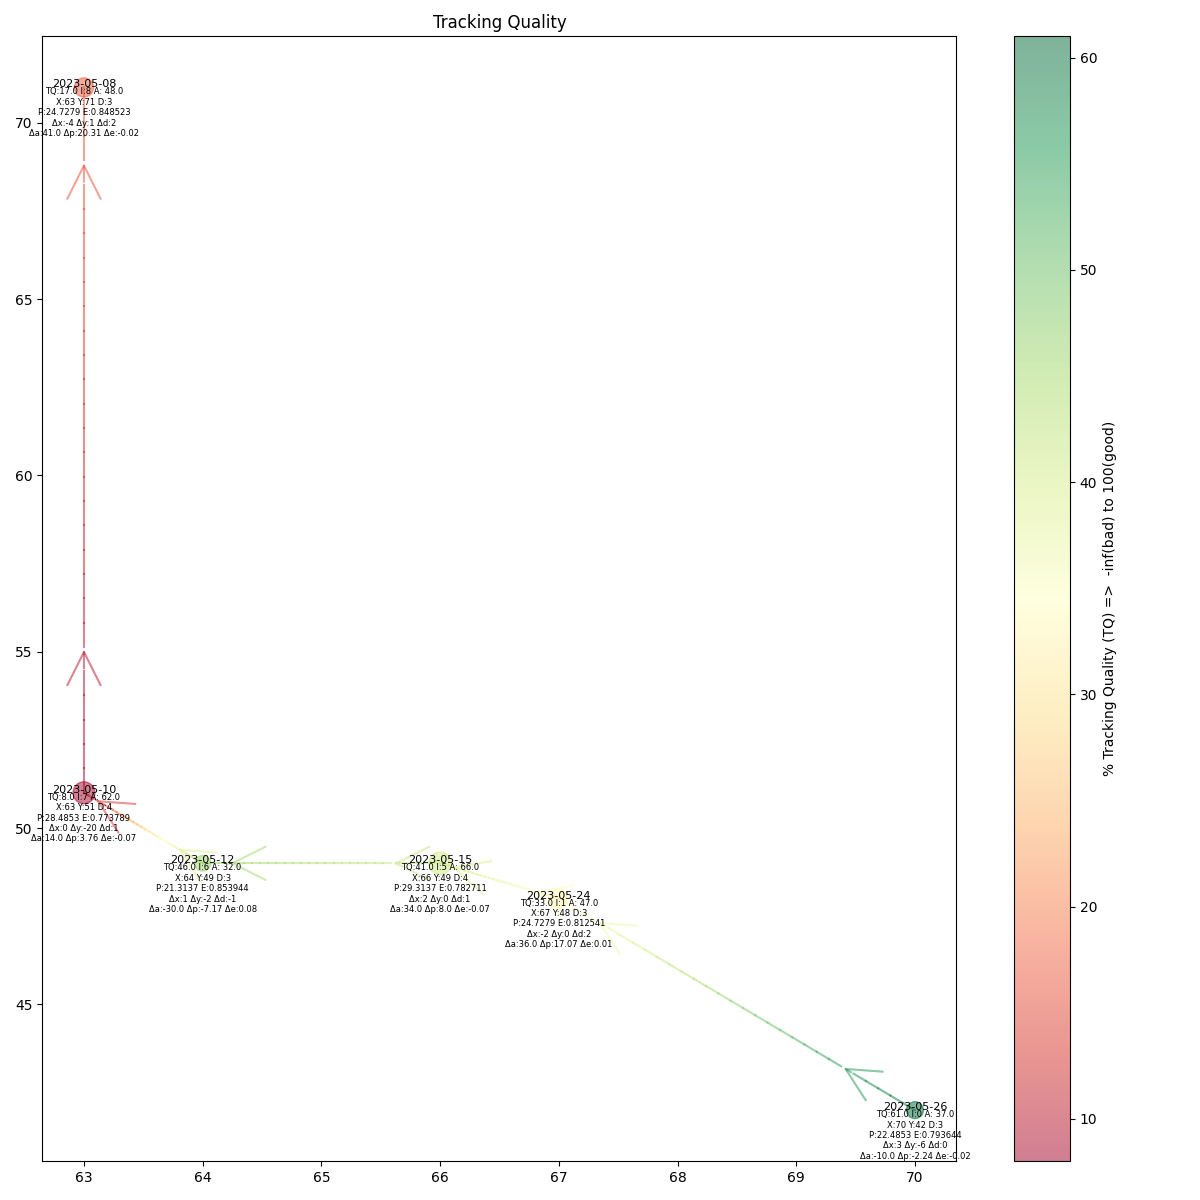 Tracking Quality
2023-05-08
TQ:17.0 I:8 A: 48.0
X:63 Y:71 D:3
P:24.7279 E:0.848523
Δx:-4 Δy:1 Δd:2
Δa:41.0 Δp:20.31 Δe:-0.02
2023-05-10
TQ:8.0 I:7 A: 62.0
X:63 Y:51 D:4
P:28.4853 E:0.773789
Δx:0 Δy:-20 Δd:1
Δa:14.0 Δp:3.76 Δe:-0.07
2023-05-12
TQ:46.0 I:6 A: 32.0
X:64 Y:49 D:3
P:21.3137 E:0.853944
Δx:1 Δy:-2 Δd:-1
Δa:-30.0 Δp:-7.17 Δe:0.08
2023-05-15
TQ:41.0 I:5 A: 66.0
X:66 Y:49 D:4
P:29.3137 E:0.782711
Δx:2 Δy:0 Δd:1
Δa:34.0 Δp:8.0 Δe:-0.07
2023-05-24
TQ:33.0 I:1 A: 47.0
X:67 Y:48 D:3
P:24.7279 E:0.812541
Δx:-2 Δy:0 Δd:2
Δa:36.0 Δp:17.07 Δe:0.01
2023-05-26
TQ:61.0 I:0 A: 37.0
X:70 Y:42 D:3
P:22.4853 E:0.793644
Δx:3 Δy:-6 Δd:0
Δa:-10.0 Δp:-2.24 Δe:-0.02
70
65
60
55
50
45
63 64 65 66 67 68 69 70
60
50
40
30
20
10
% Tracking Quality (TQ) => -inf(bad) to 100(good)